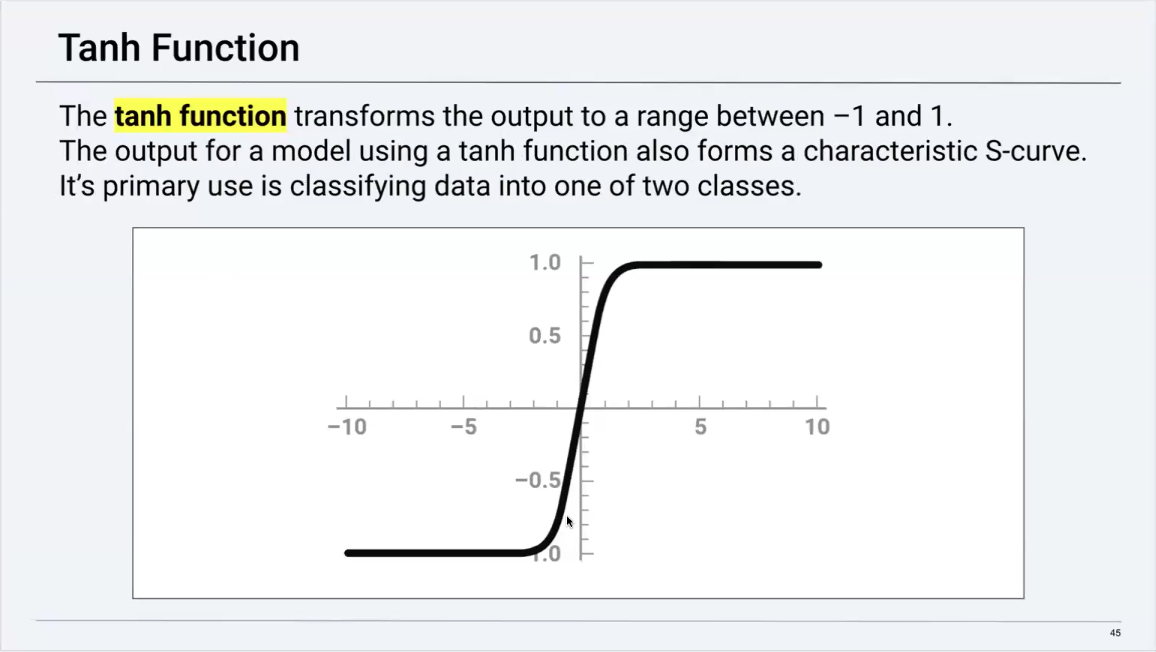 Tanh Function
The tanh function transforms the output to a range between −1 and 1.
The output for a model using a tanh function also forms a characteristic S-curve.
It’s primary use is classifying data into one of two classes.
1.0
0.5
−10
−5
5
10
−0.5
1.0
45